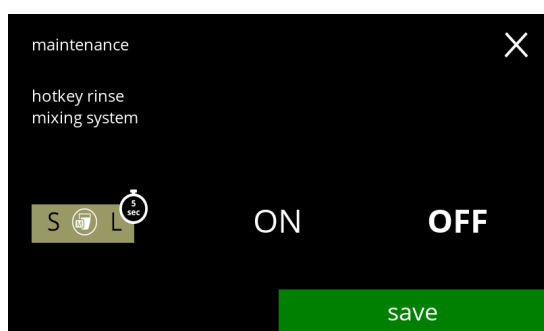 maintenance
hotkey rinse
mixing system
S M L
5
sec
ON
OFF
save